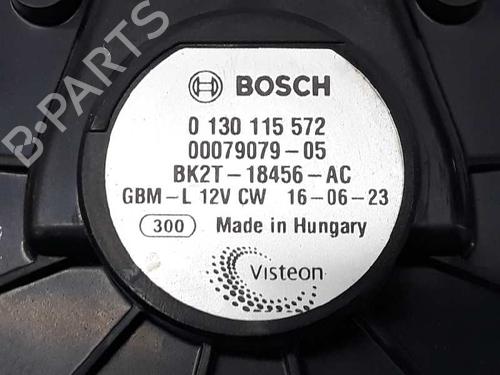 B-PARTS
BOSCH
0 130 115 572
00079079-05
BK2T-18456-AC
GBM-L 12V CW 16-06-23
300 Made in Hungary
Visteon